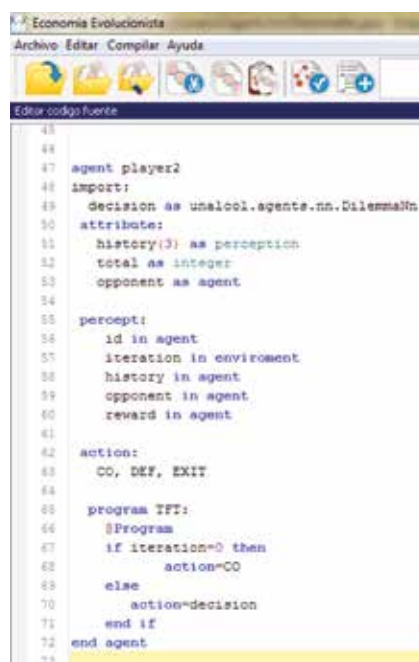 Economia Evolucionista
Archivo Editar Compilar Ayuda
Editor codigo fuente
45
46
47 agent player2
48 import:
49 decision as unalcol.agents.nn.DilemmaNn
50 attribute:
51 history(3) as perception
52 total as integer
53 opponent as agent
54
55 percept:
56 id in agent
57 iteration in enviroment
58 history in agent
59 opponent in agent
60 reward in agent
61
62 action:
63 CO, DEF, EXIT
64
65 program TFT:
66 @Program
67 if iteration=0 then
68 action=CO
69 else
70 action=decision
71 end if
72 end agent
73